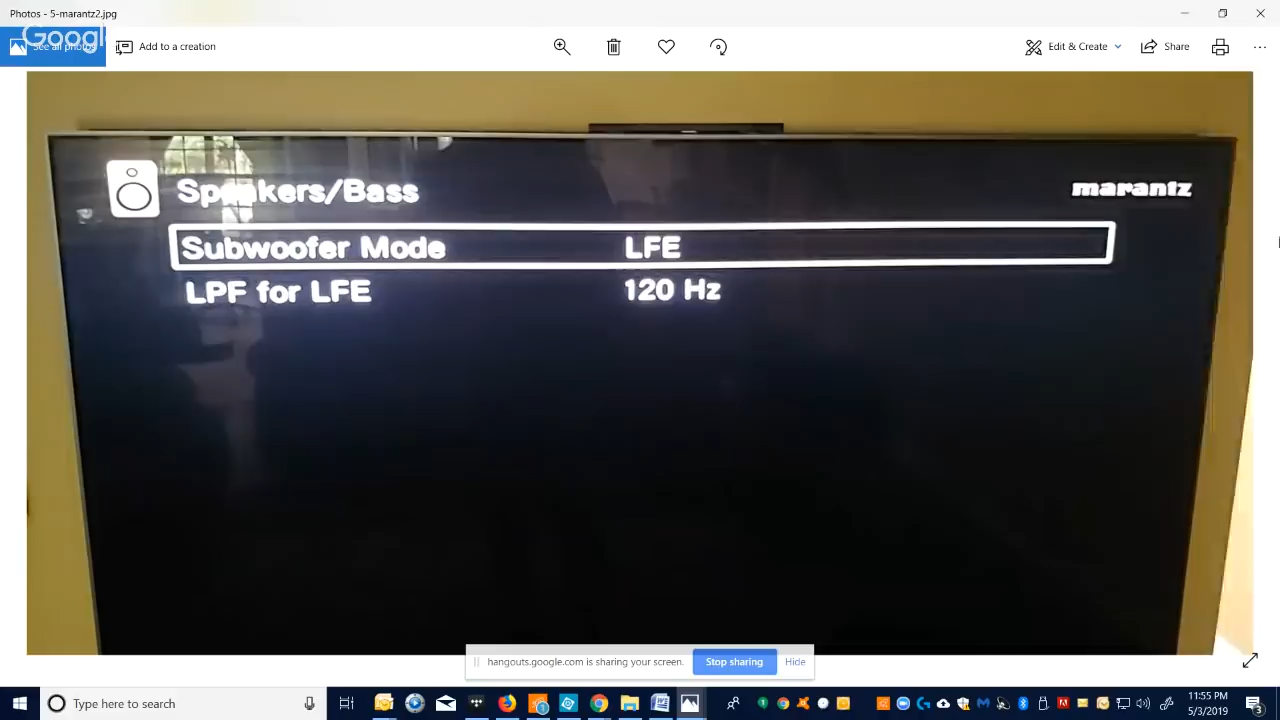 Photos - 5-marantz2.jpg
Google
See all photos
Add to a creation
Edit & Create
Share
Speakers/Bass
marantz
Subwoofer Mode LFE
LPF for LFE 120 Hz
hangouts.google.com is sharing your screen.
Stop sharing
Hide
Type here to search
11:55 PM
5/3/2019